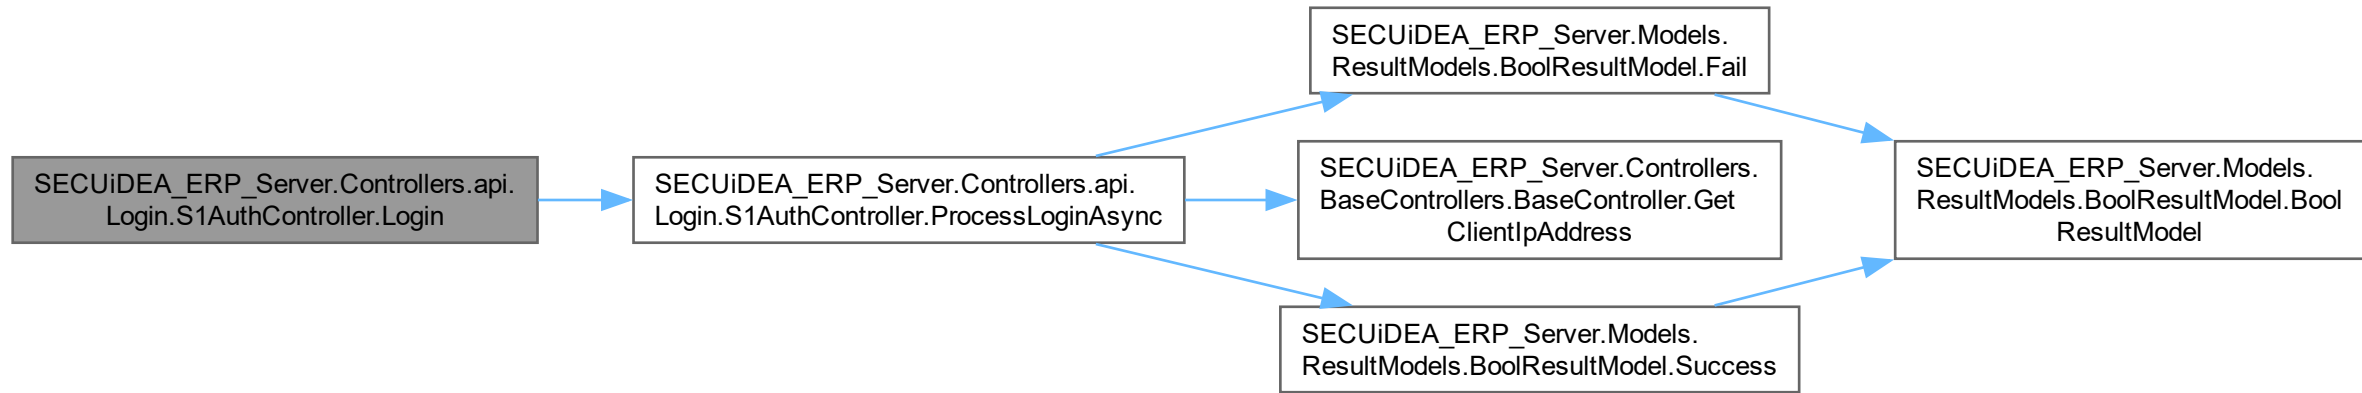 SECUiDEA_ERP_Server.Controllers.api.
Login.S1AuthController.Login
SECUiDEA_ERP_Server.Controllers.api.
Login.S1AuthController.ProcessLoginAsync
SECUiDEA_ERP_Server.Models.
ResultModels.BoolResultModel.Fail
SECUiDEA_ERP_Server.Controllers.
BaseControllers.BaseController.Get
ClientIpAddress
SECUiDEA_ERP_Server.Models.
ResultModels.BoolResultModel.Success
SECUiDEA_ERP_Server.Models.
ResultModels.BoolResultModel.Bool
ResultModel